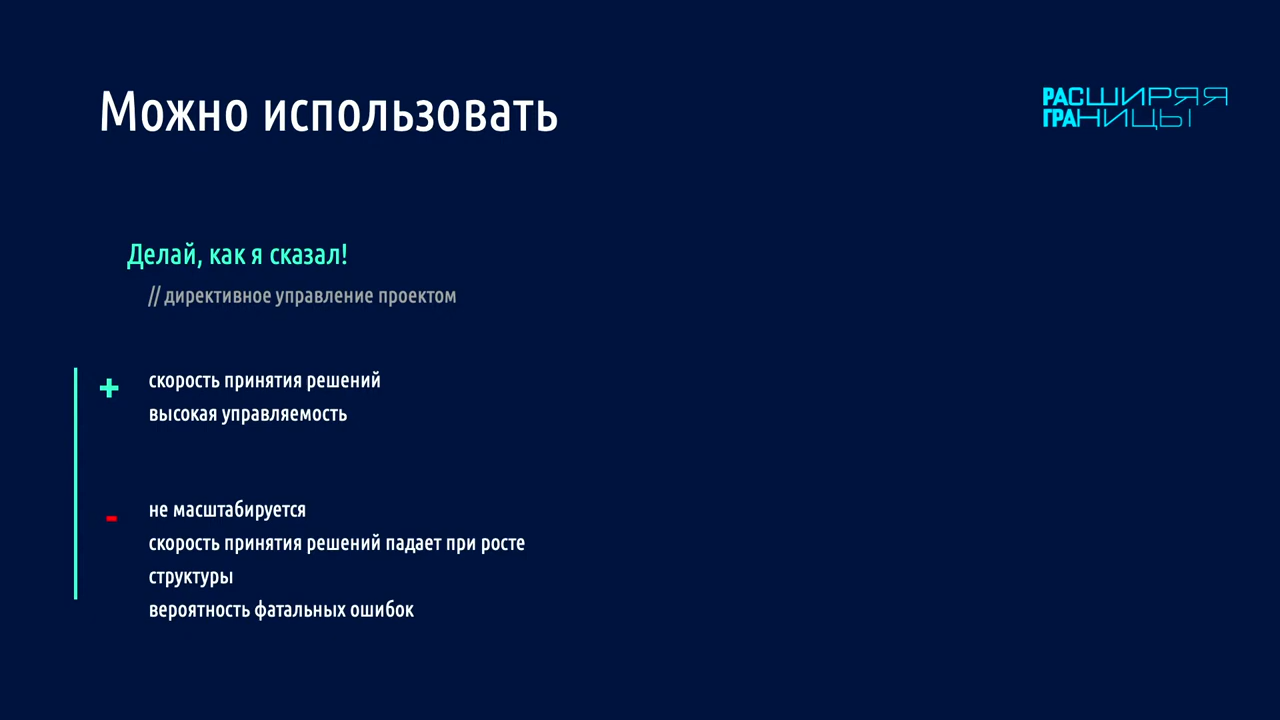 Можно использовать
РАСШИРЯЯ
ГРАНИЦЫ
Делай, как я сказал!
// директивное управление проектом
+ скорость принятия решений
высокая управляемость
- не масштабируется
скорость принятия решений падает при росте
структуры
вероятность фатальных ошибок